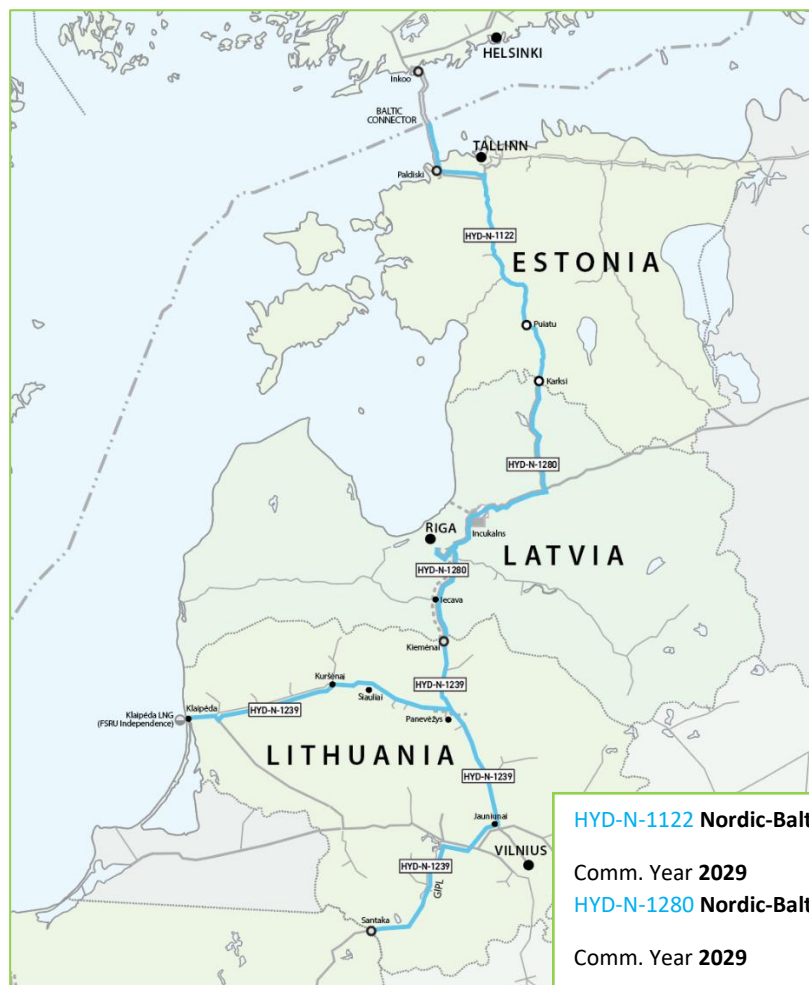 HELSINKI
Inkoo
BALTIC
CONNECTOR
TALLINN
Paldiski
HYD-N-1122
ESTONIA
Puiatu
Karksi
HYD-N-1280
RIGA
Incukalns
LATVIA
HYD-N-1280
Iecava
Kiemėnai
Kuršėnai
HYD-N-1239
Siauliai
Klaipėda
Klaipėda LNG
(FSRU Independence)
HYD-N-1239
Panevėžys
LITHUANIA
HYD-N-1239
Jauniunai
VILNIUS
HYD-N-1239
GIPL
Santaka
HYD-N-1122 Nordic-Balt
Comm. Year 2029
HYD-N-1280 Nordic-Balt
Comm. Year 2029